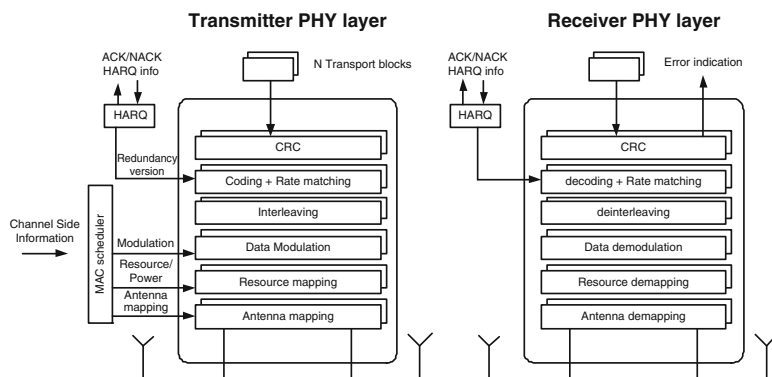 Transmitter PHY layer
Receiver PHY layer
ACK/NACK
HARQ info
N Transport blocks
HARQ
CRC
Redundancy
version
Coding + Rate matching
Interleaving
Channel Side
Information
MAC scheduler
Modulation
Data Modulation
Resource/
Power
Resource mapping
Antenna
mapping
Antenna mapping
ACK/NACK
HARQ info
Error indication
HARQ
CRC
decoding + Rate matching
deinterleaving
Data demodulation
Resource demapping
Antenna demapping